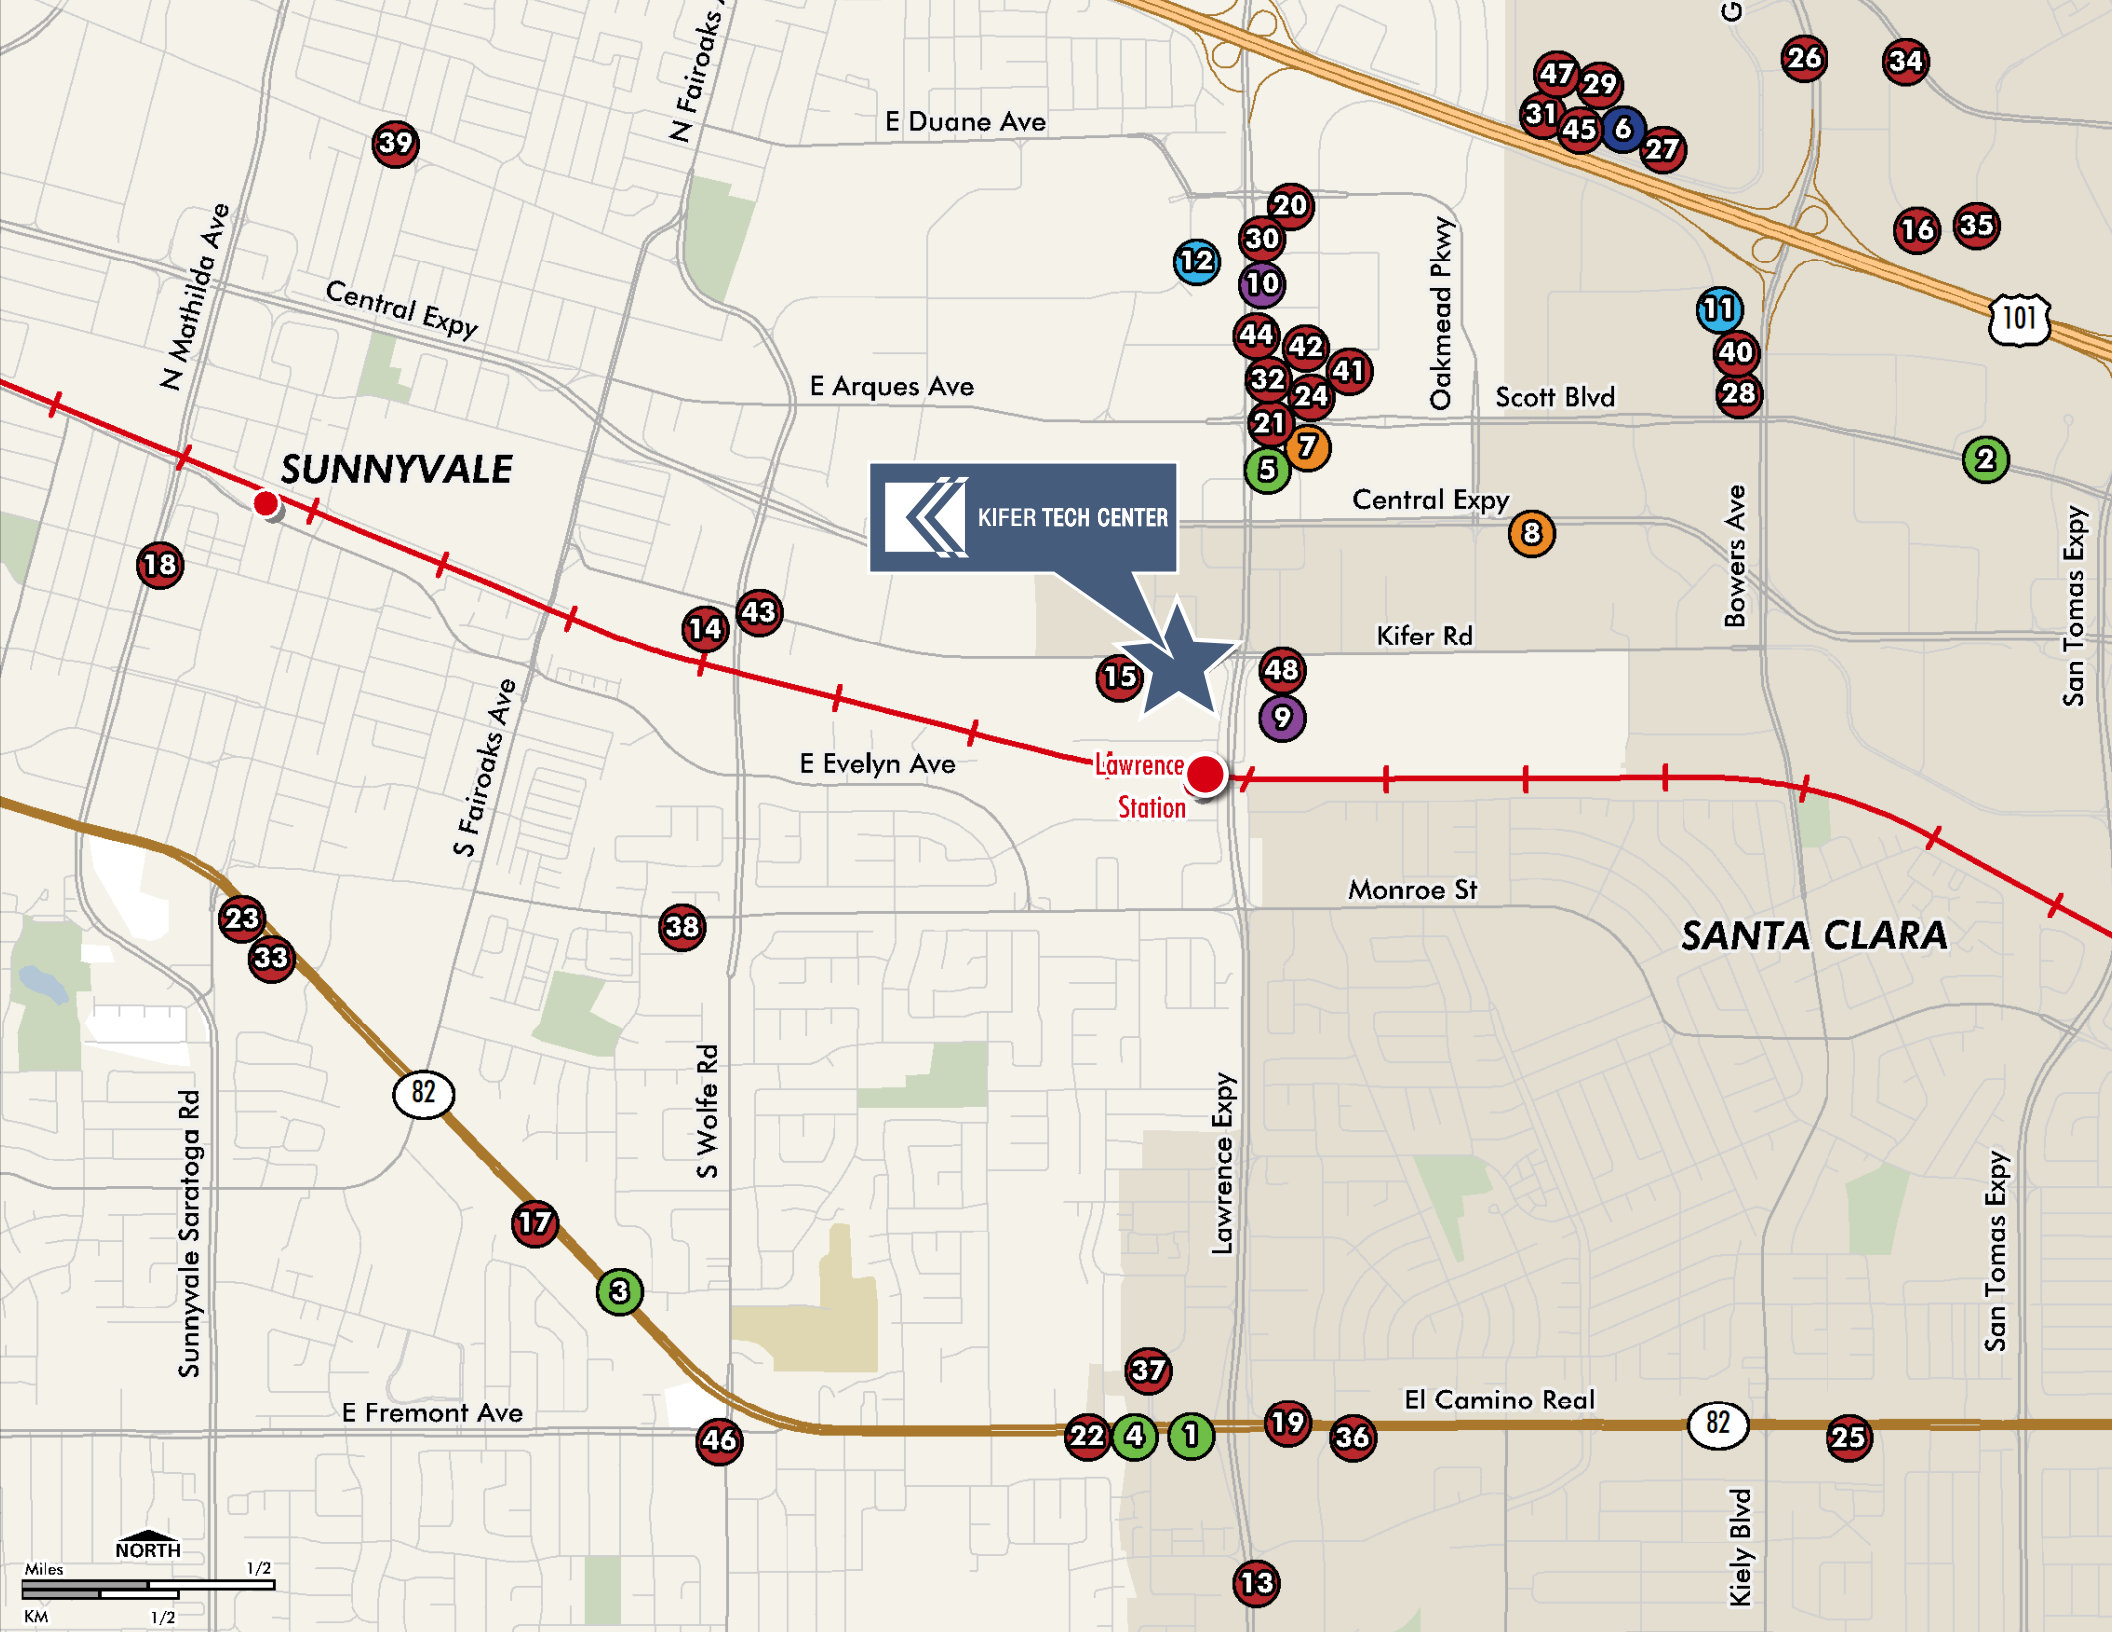 G
N Fairoaks
26
34
47
29
31
45
6
27
E Duane Ave
39
20
30
12
10
16
35
N Mathilda Ave
Central Expy
Oakmead Pkwy
11
101
44
42
40
32
41
24
28
E Arques Ave
Scott Blvd
21
7
5
2
SUNNYVALE
KIFER TECH CENTER
Central Expy
8
Bowers Ave
San Tomas Expy
18
14
43
Kifer Rd
15
48
9
S Fairoaks Ave
E Evelyn Ave
Lawrence
Station
Monroe St
SANTA CLARA
23
33
38
82
S Wolfe Rd
Lawrence Expy
Sunnyvale Saratoga Rd
San Tomas Expy
17
3
37
E Fremont Ave
El Camino Real
46
22
4
1
19
36
82
25
Kiely Blvd
13
NORTH
Miles
1/2
KM
1/2